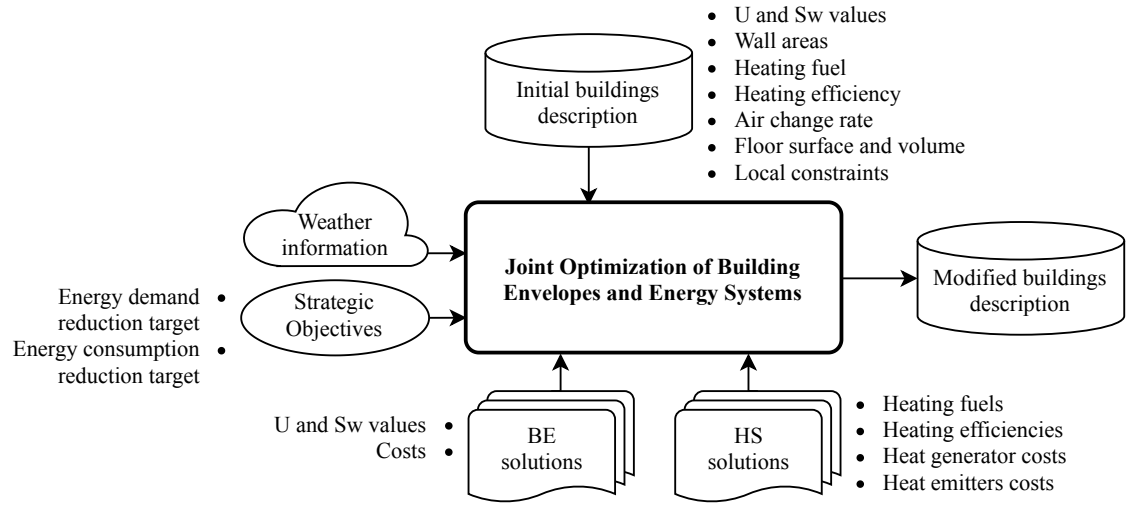 Initial buildings
description
• U and Sw values
• Wall areas
• Heating fuel
• Heating efficiency
• Air change rate
• Floor surface and volume
• Local constraints
Weather
information
Joint Optimization of Building
Envelopes and Energy Systems
Modified buildings
description
Energy demand •
reduction target
Energy consumption •
reduction target
Strategic
Objectives
U and Sw values •
Costs •
BE
solutions
HS
solutions
• Heating fuels
• Heating efficiencies
• Heat generator costs
• Heat emitters costs